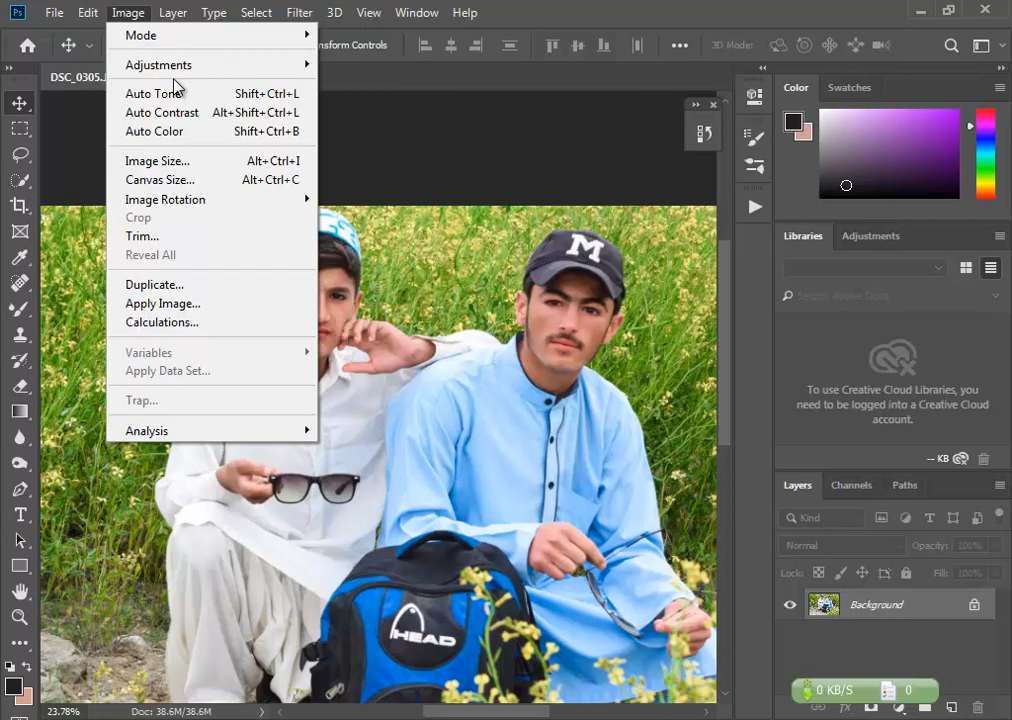 Ps File Edit Image Layer Type Select Filter 3D View Window Help
nsform Controls 3D Mode:
DSC_0305.J
Mode
Adjustments
Auto Tone Shift+Ctrl+L
Auto Contrast Alt+Shift+Ctrl+L
Auto Color Shift+Ctrl+B
Image Size... Alt+Ctrl+I
Canvas Size... Alt+Ctrl+C
Image Rotation
Crop
Trim...
Reveal All
Duplicate...
Apply Image...
Calculations...
Variables
Apply Data Set...
Trap...
Analysis
M
HEAD
Color Swatches
Libraries Adjustments
Search Adobe Stock
To use Creative Cloud Libraries, you
need to be logged into a Creative Cloud
account.
-- KB
Layers Channels Paths
Kind
Normal Opacity: 100%
Lock: Fill: 100%
Background
0 KB/S 0
23.78% Doc: 38.6M/38.6M